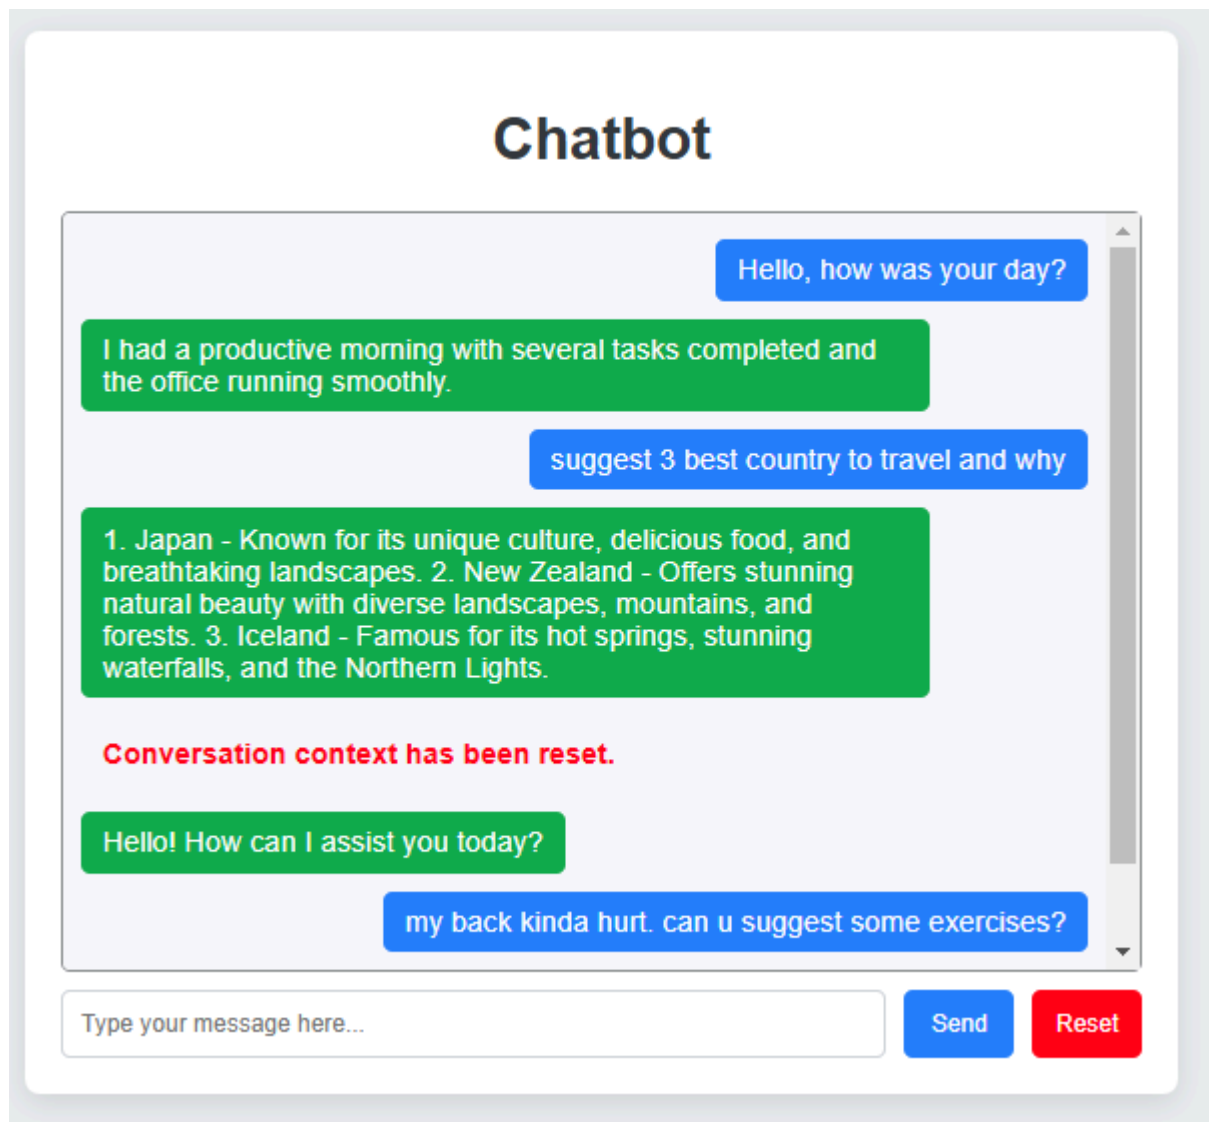 Chatbot
Hello, how was your day?
I had a productive morning with several tasks completed and
the office running smoothly.
suggest 3 best country to travel and why
1. Japan - Known for its unique culture, delicious food, and
breathtaking landscapes. 2. New Zealand - Offers stunning
natural beauty with diverse landscapes, mountains, and
forests. 3. Iceland - Famous for its hot springs, stunning
waterfalls, and the Northern Lights.
Conversation context has been reset.
Hello! How can I assist you today?
my back kinda hurt. can u suggest some exercises?
Type your message here...
Send
Reset